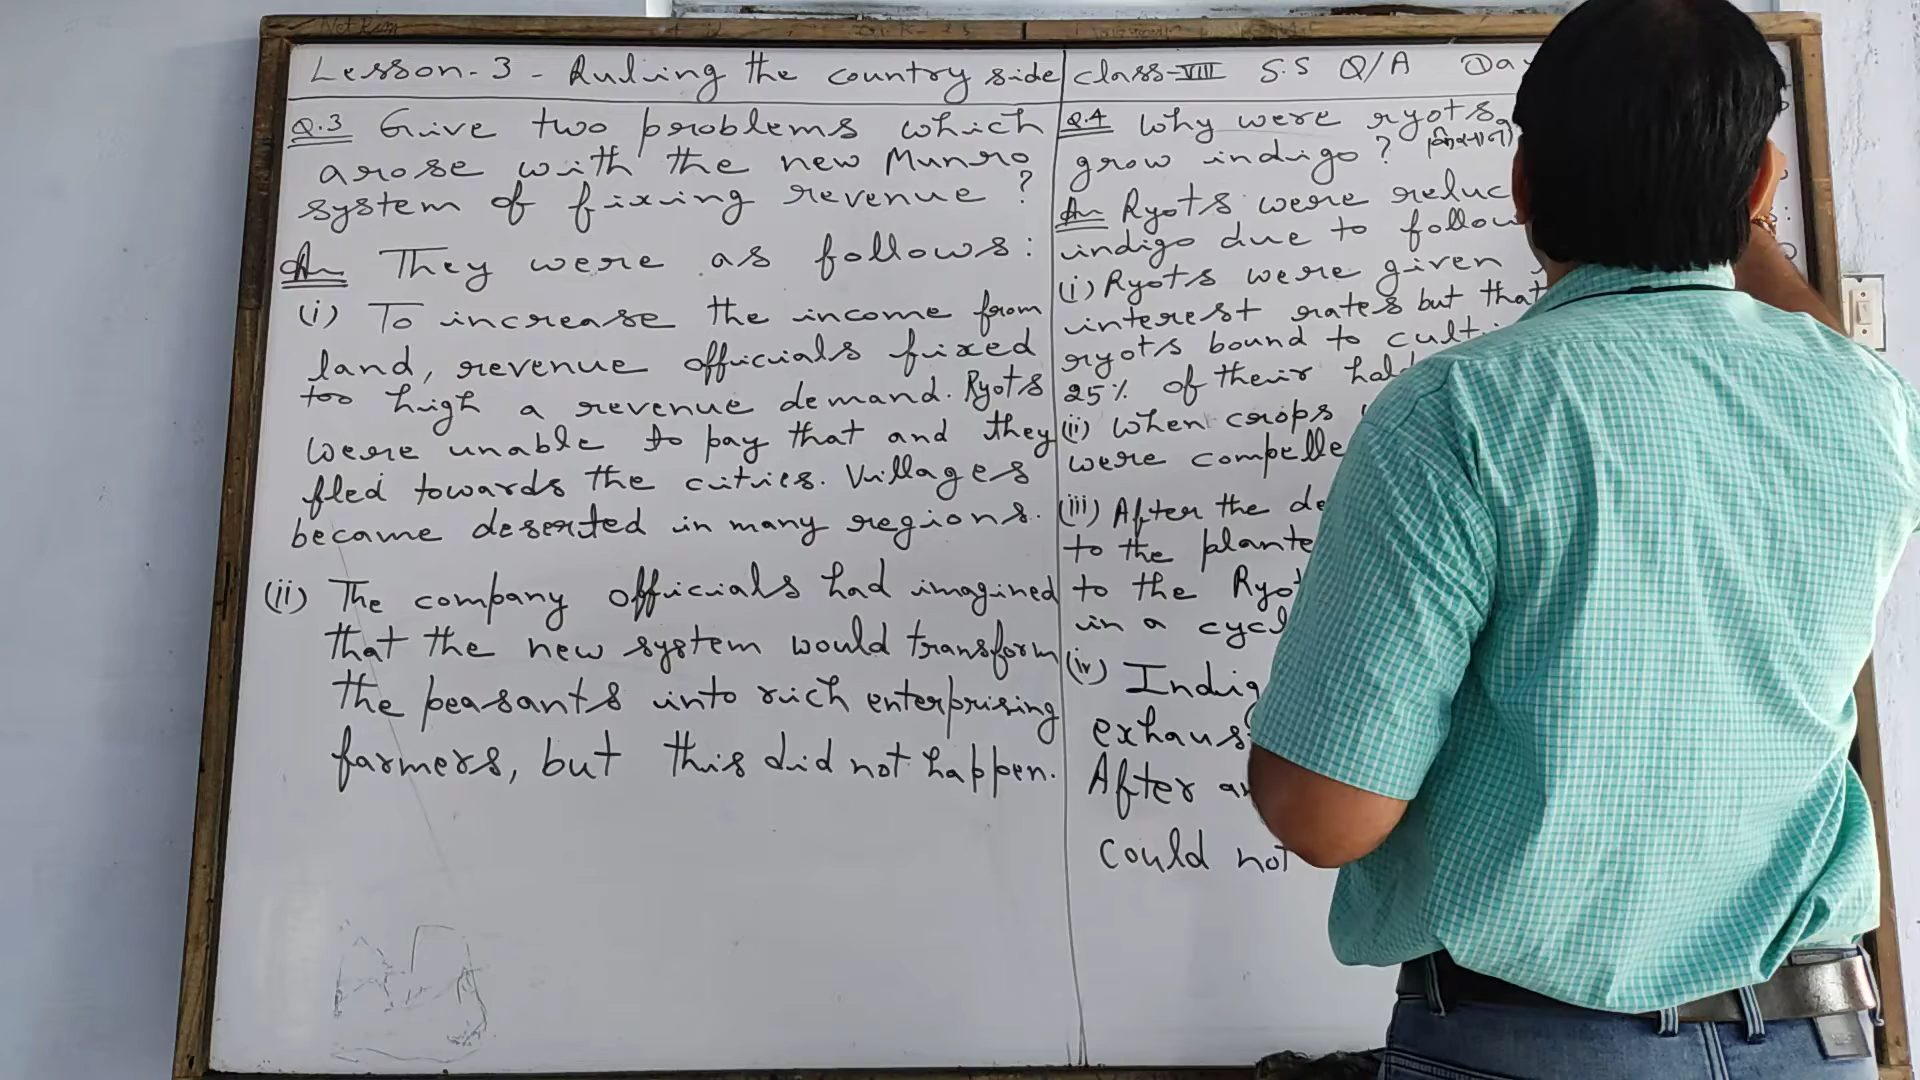 Lesson-3 - Ruling the country side
class-VIII S.S Q/A Day
Q.3 Give two problems which
arose with the new Munro
system of fixing revenue ?
Ans They were as follows:
(i) To increase the income from
land, revenue officials fixed
too high a revenue demand. Ryots
were unable to pay that and they
fled towards the cities. Villages
became deserted in many regions.
(ii) The company officials had imagined
that the new system would transform
the peasants into rich enterprising
farmers, but this did not happen.
Q.4 Why were ryots
grow indigo ?
Ans Ryots were reluc
indigo due to follow
(i) Ryots were given
interest rates but that
ryots bound to culti
25% of their hold
(ii) When crops
were compelle
(iii) After the de
to the plante
to the Ryot
in a cycl
(iv) Indig
exhaus
After
could not